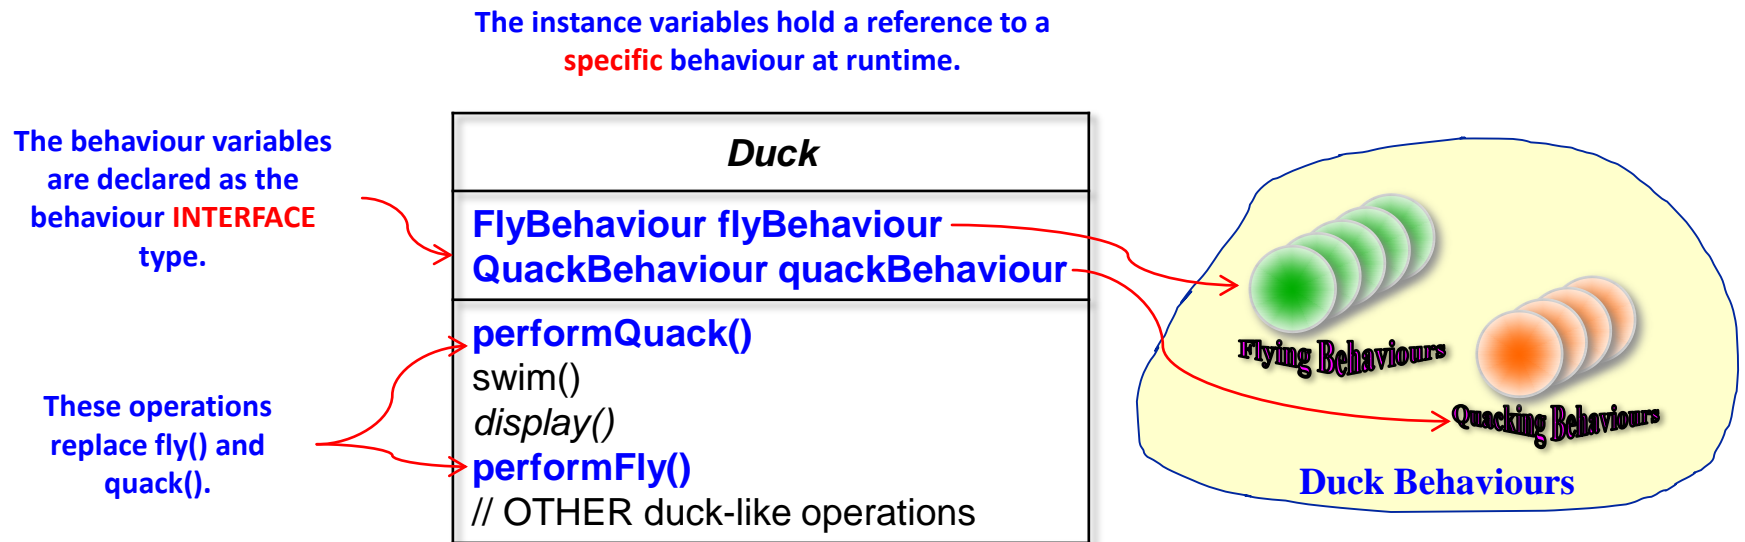 The instance variables hold a reference to a
specific behaviour at runtime.
The behaviour variables
are declared as the
behaviour INTERFACE
type.
Duck
FlyBehaviour flyBehaviour
QuackBehaviour quackBehaviour
performQuack()
swim()
display()
performFly()
// OTHER duck-like operations
These operations
replace fly() and
quack().
Flying Behaviours
Quacking Behaviours
Duck Behaviours